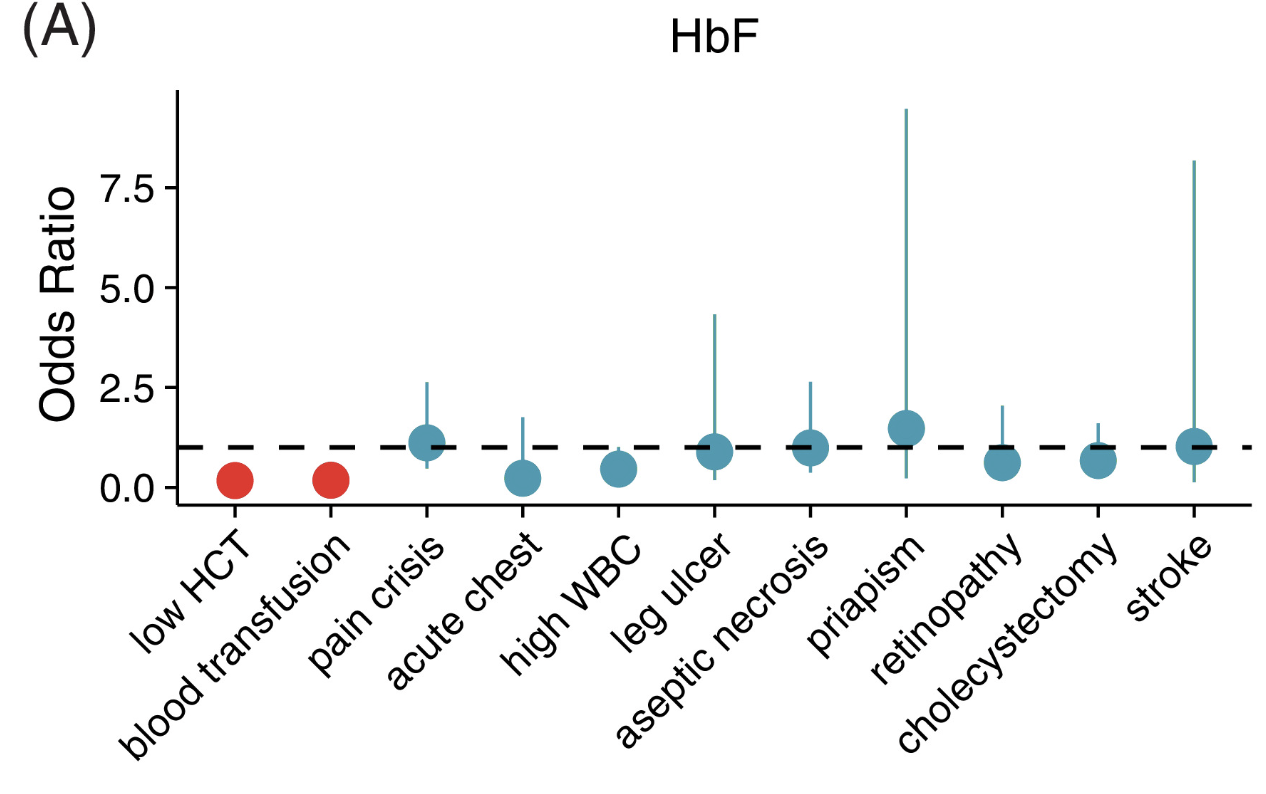 (A)
HbF
Odds Ratio
7.5
5.0
2.5
0.0
low HCT
blood transfusion
pain crisis
acute chest
high WBC
leg ulcer
aseptic necrosis
priapism
retinopathy
cholecystectomy
stroke